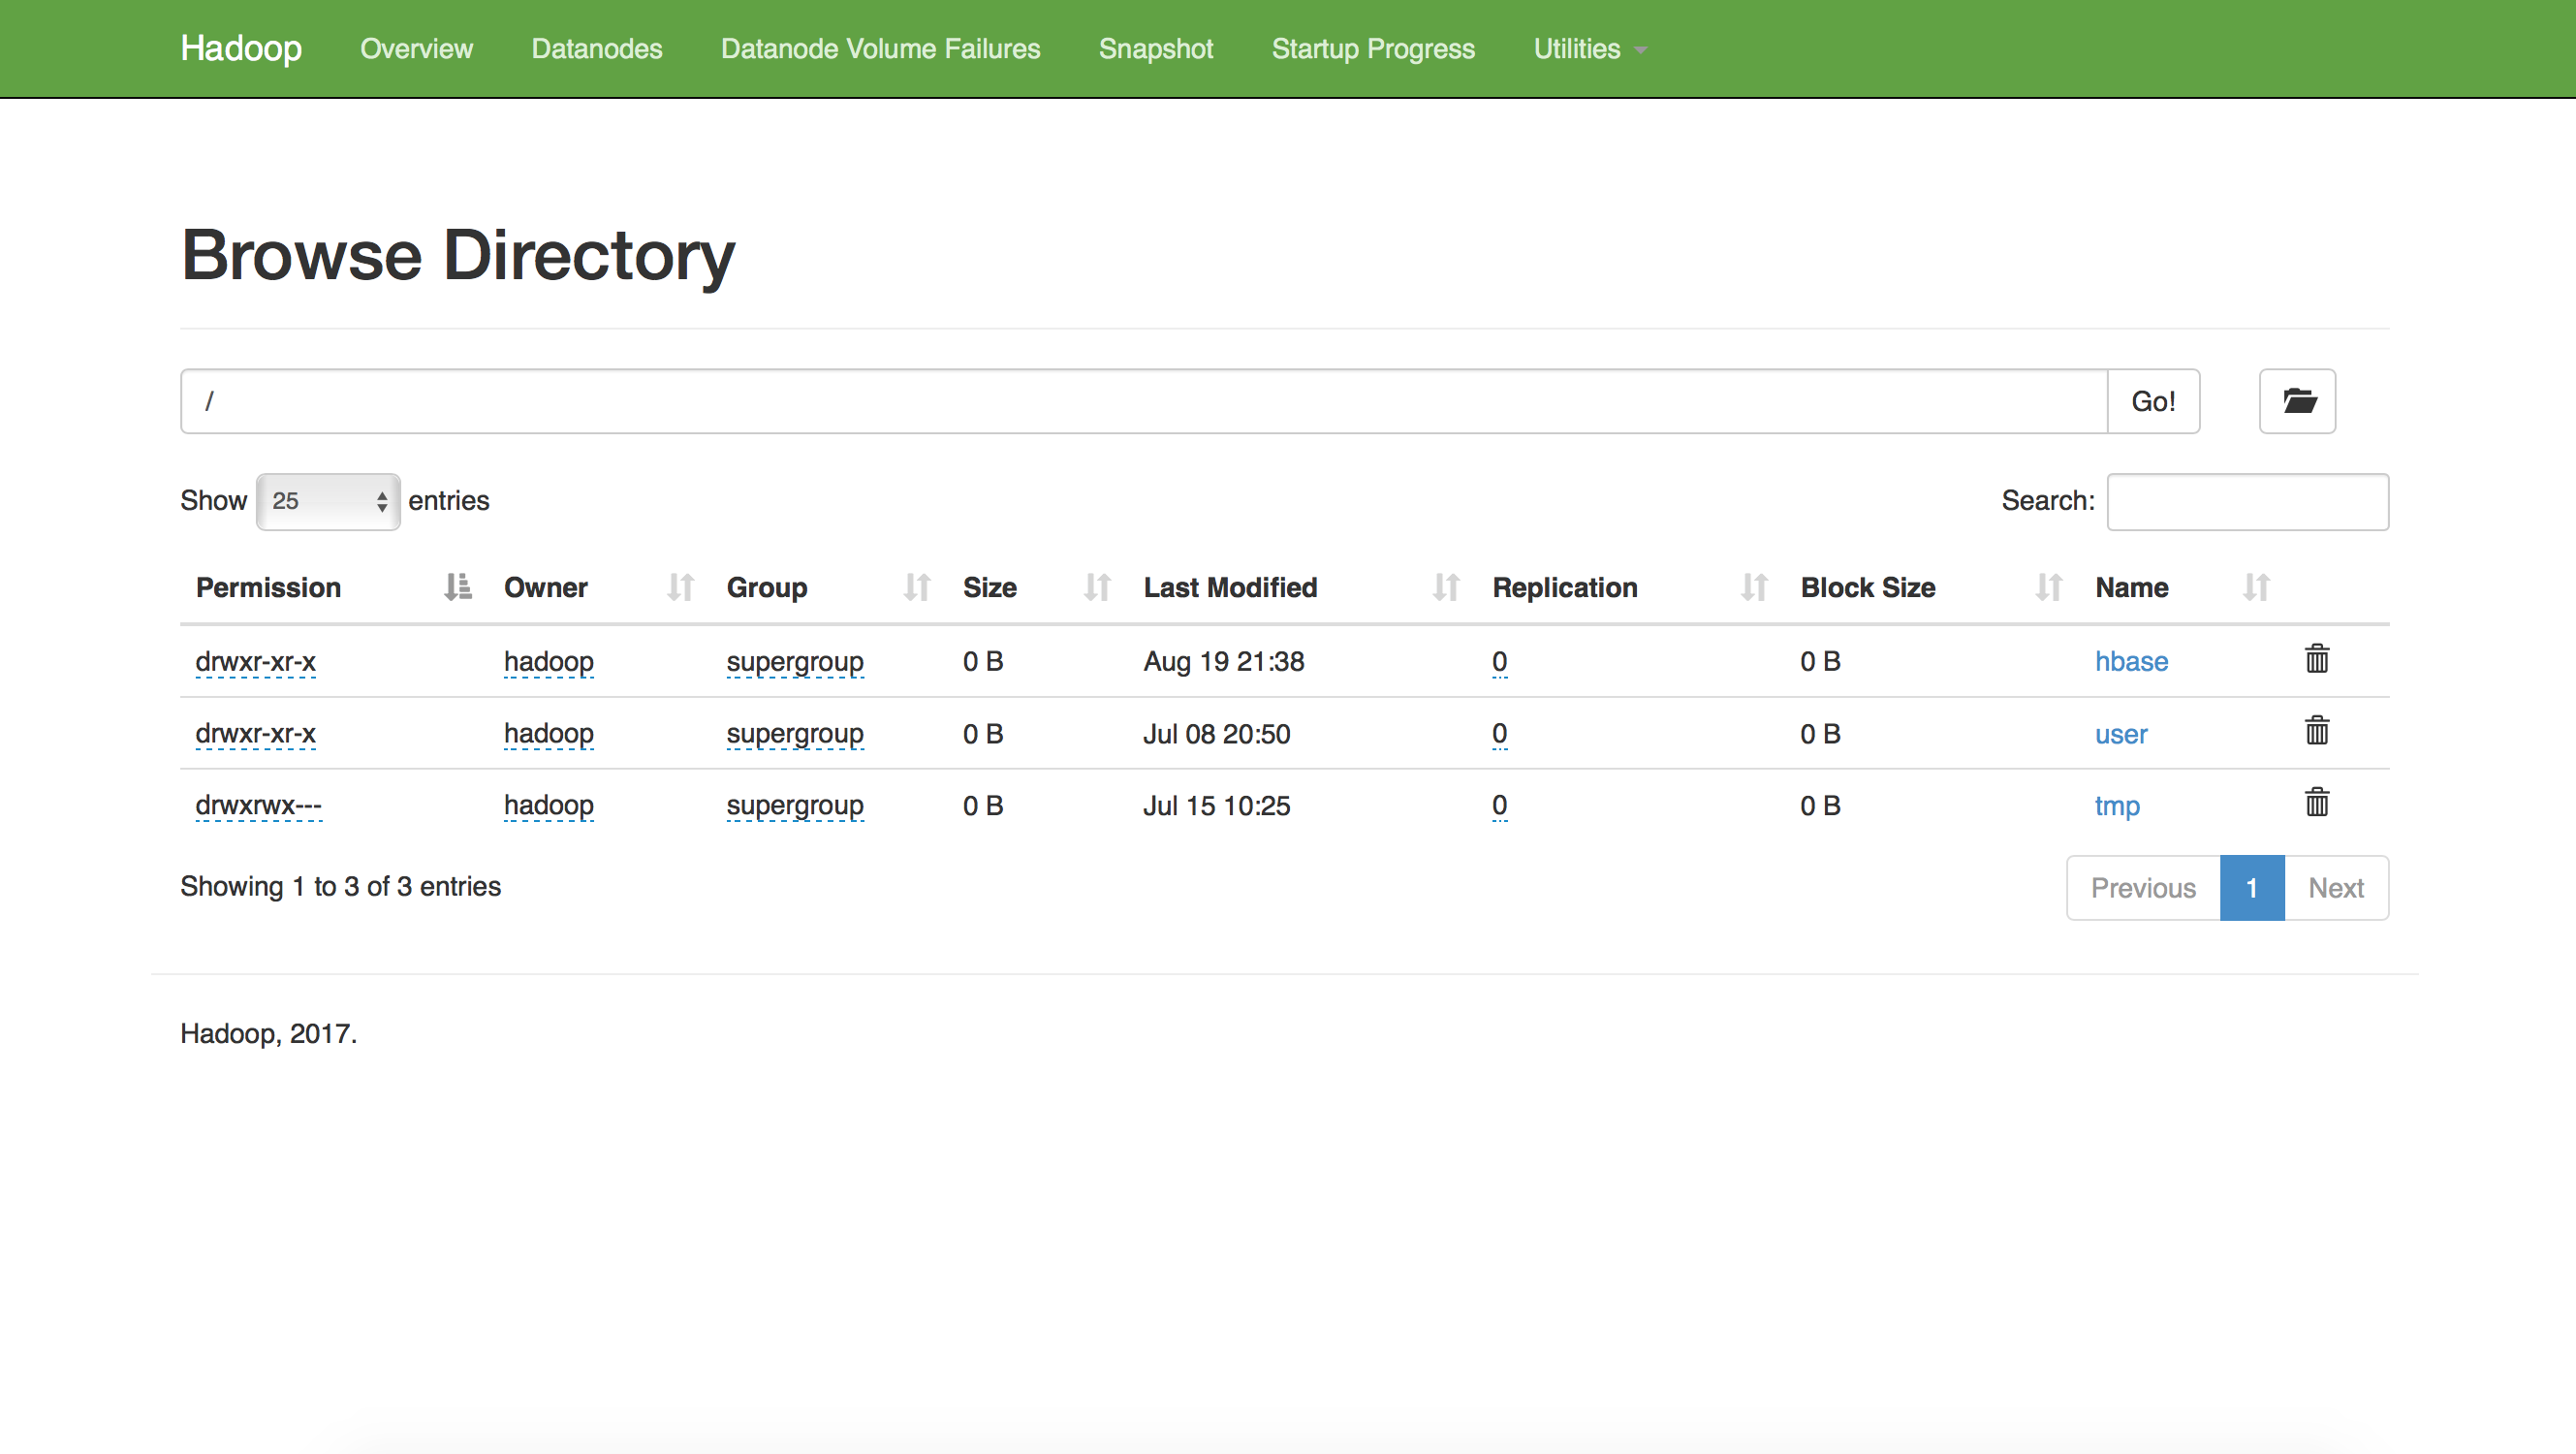 Hadoop Overview Datanodes Datanode Volume Failures Snapshot Startup Progress Utilities
Browse Directory
/ Go!
Show 25 entries Search:
Permission Owner Group Size Last Modified Replication Block Size Name
drwxr-xr-x hadoop supergroup 0 B Aug 19 21:38 0 0 B hbase
drwxr-xr-x hadoop supergroup 0 B Jul 08 20:50 0 0 B user
drwxrwx--- hadoop supergroup 0 B Jul 15 10:25 0 0 B tmp
Showing 1 to 3 of 3 entries Previous 1 Next
Hadoop, 2017.